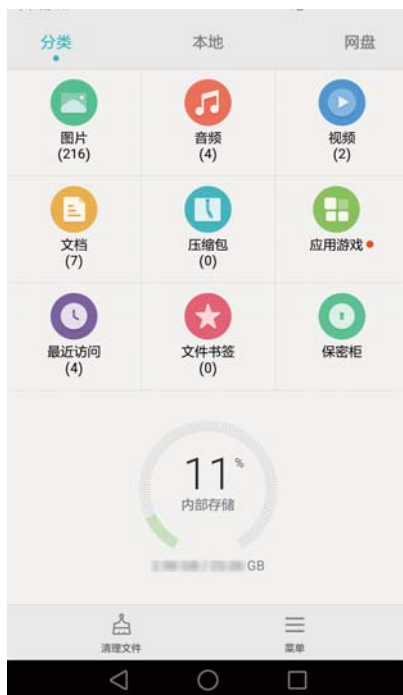 分类 本地 网盘
图片 音频 视频
(216) (4) (2)
文档 压缩包 应用游戏
(7) (0)
最近访问 文件书签 保密柜
(4) (0)
11%
内部存储
GB
清理文件 菜单